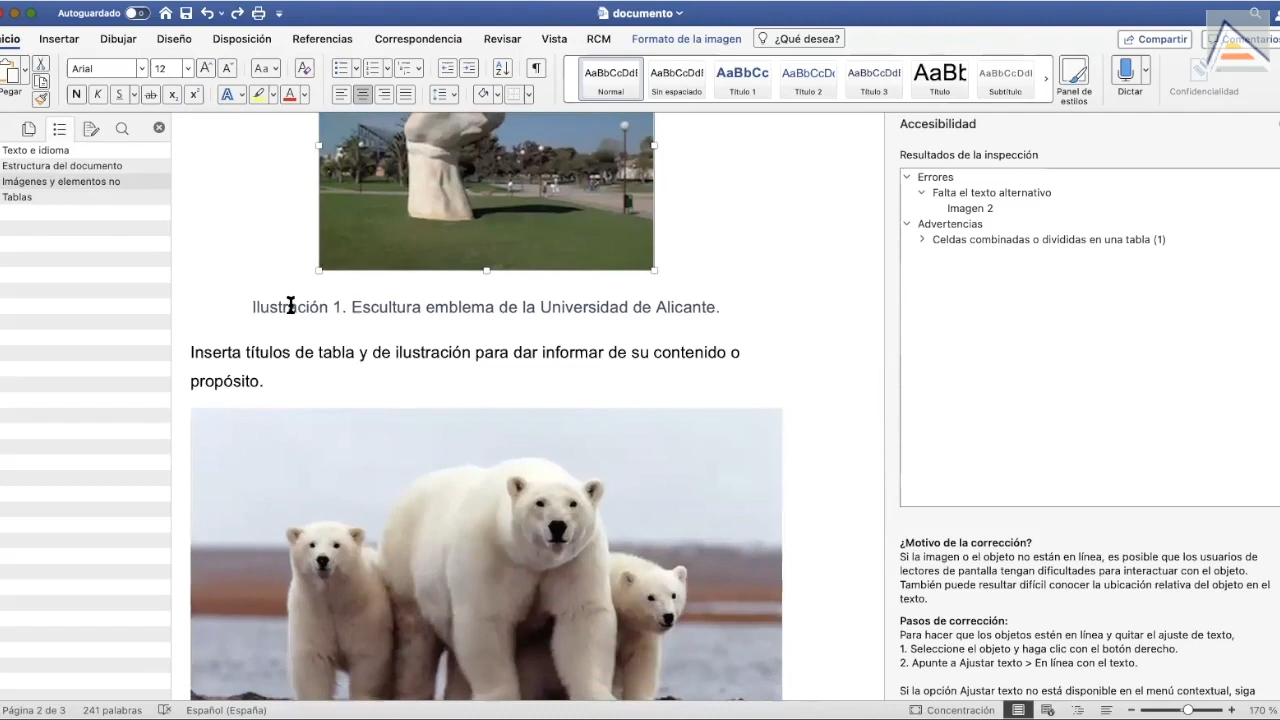 Autoguardado
documento
Inicio Insertar Dibujar Diseño Disposición Referencias Correspondencia Revisar Vista RCM Formato de la imagen ¿Qué desea? Compartir Comentarios
Pegar
Arial 12 Aa
N K S ab x₂ x² A A
AaBbCcDdI AaBbCcDdI AaBbCc AaBbCcDc AaBbCcDdI AaBb AaBbCcDdI
Normal Sin espaciado Título 1 Título 2 Título 3 Título Subtítulo
Panel de estilos
Dictar
Confidencialidad
Texto e idioma
Estructura del documento
Imágenes y elementos no
Tablas
Ilustración 1. Escultura emblema de la Universidad de Alicante.
Inserta títulos de tabla y de ilustración para dar informar de su contenido o
propósito.
Accesibilidad
Resultados de la inspección
Errores
Falta el texto alternativo
Imagen 2
Advertencias
Celdas combinadas o divididas en una tabla (1)
¿Motivo de la corrección?
Si la imagen o el objeto no están en línea, es posible que los usuarios de
lectores de pantalla tengan dificultades para interactuar con el objeto.
También puede resultar difícil conocer la ubicación relativa del objeto en el
texto.
Pasos de corrección:
Para hacer que los objetos estén en línea y quitar el ajuste de texto,
1. Seleccione el objeto y haga clic con el botón derecho.
2. Apunte a Ajustar texto > En línea con el texto.
Si la opción Ajustar texto no está disponible en el menú contextual, siga
Página 2 de 3 241 palabras Español (España) Concentración 170 %